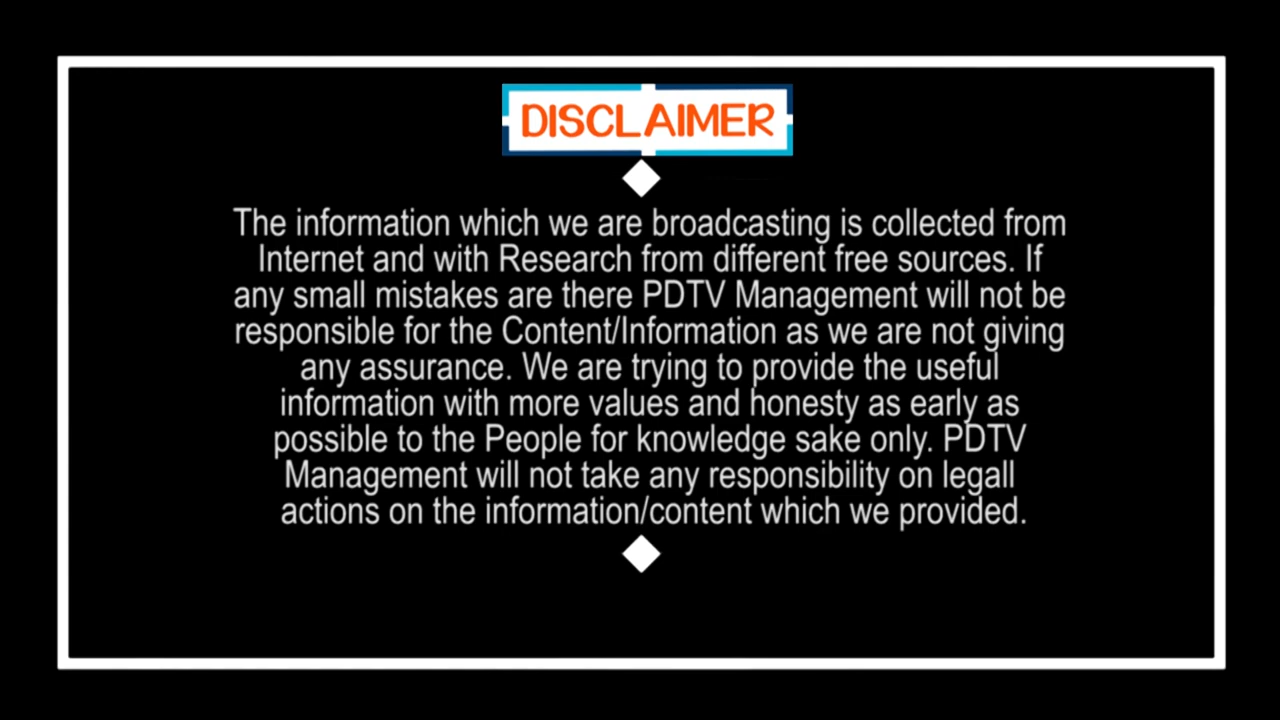 DISCLAIMER
The information which we are broadcasting is collected from
Internet and with Research from different free sources. If
any small mistakes are there PDTV Management will not be
responsible for the Content/Information as we are not giving
any assurance. We are trying to provide the useful
information with more values and honesty as early as
possible to the People for knowledge sake only. PDTV
Management will not take any responsibility on legall
actions on the information/content which we provided.